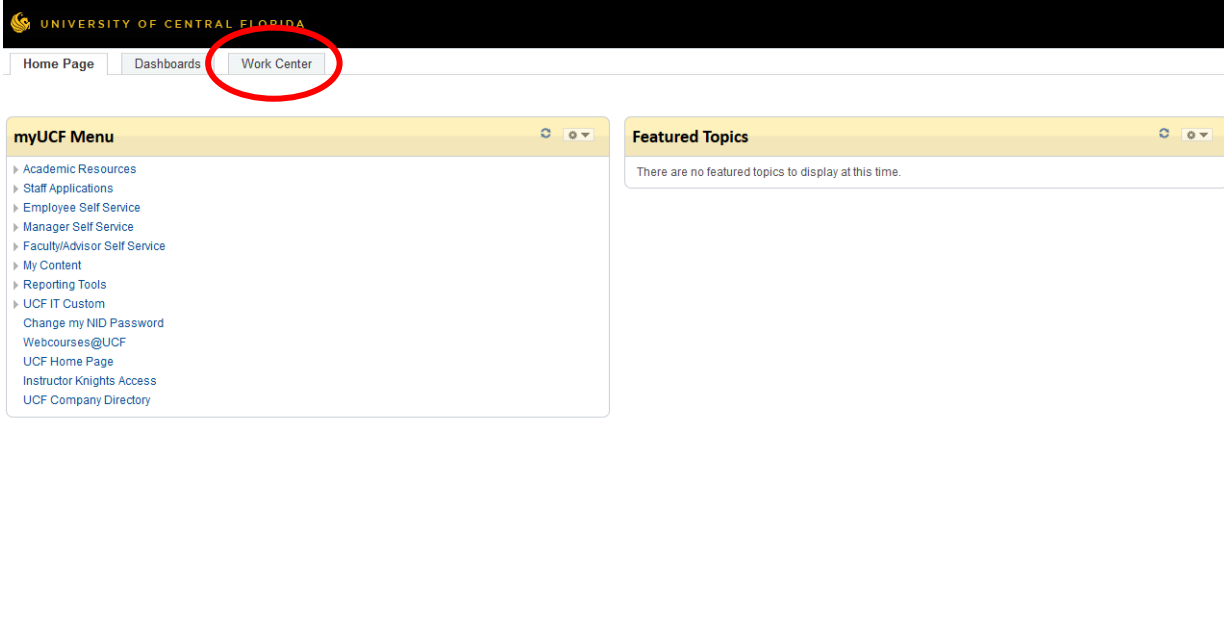 UNIVERSITY OF CENTRAL FLORIDA
Home Page Dashboards Work Center
myUCF Menu
Academic Resources
Staff Applications
Employee Self Service
Manager Self Service
Faculty/Advisor Self Service
My Content
Reporting Tools
UCF IT Custom
Change my NID Password
Webcourses@UCF
UCF Home Page
Instructor Knights Access
UCF Company Directory
Featured Topics
There are no featured topics to display at this time.